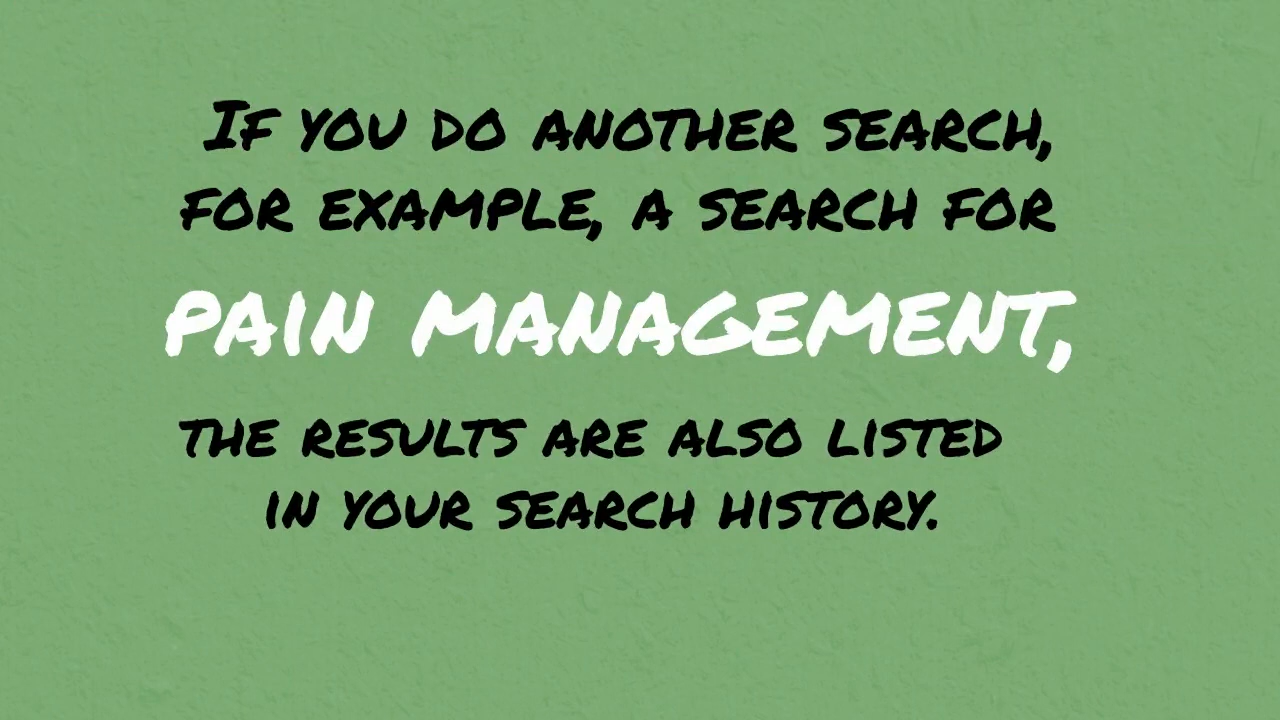 If you do another search,
for example, a search for
pain management,
the results are also listed
in your search history.